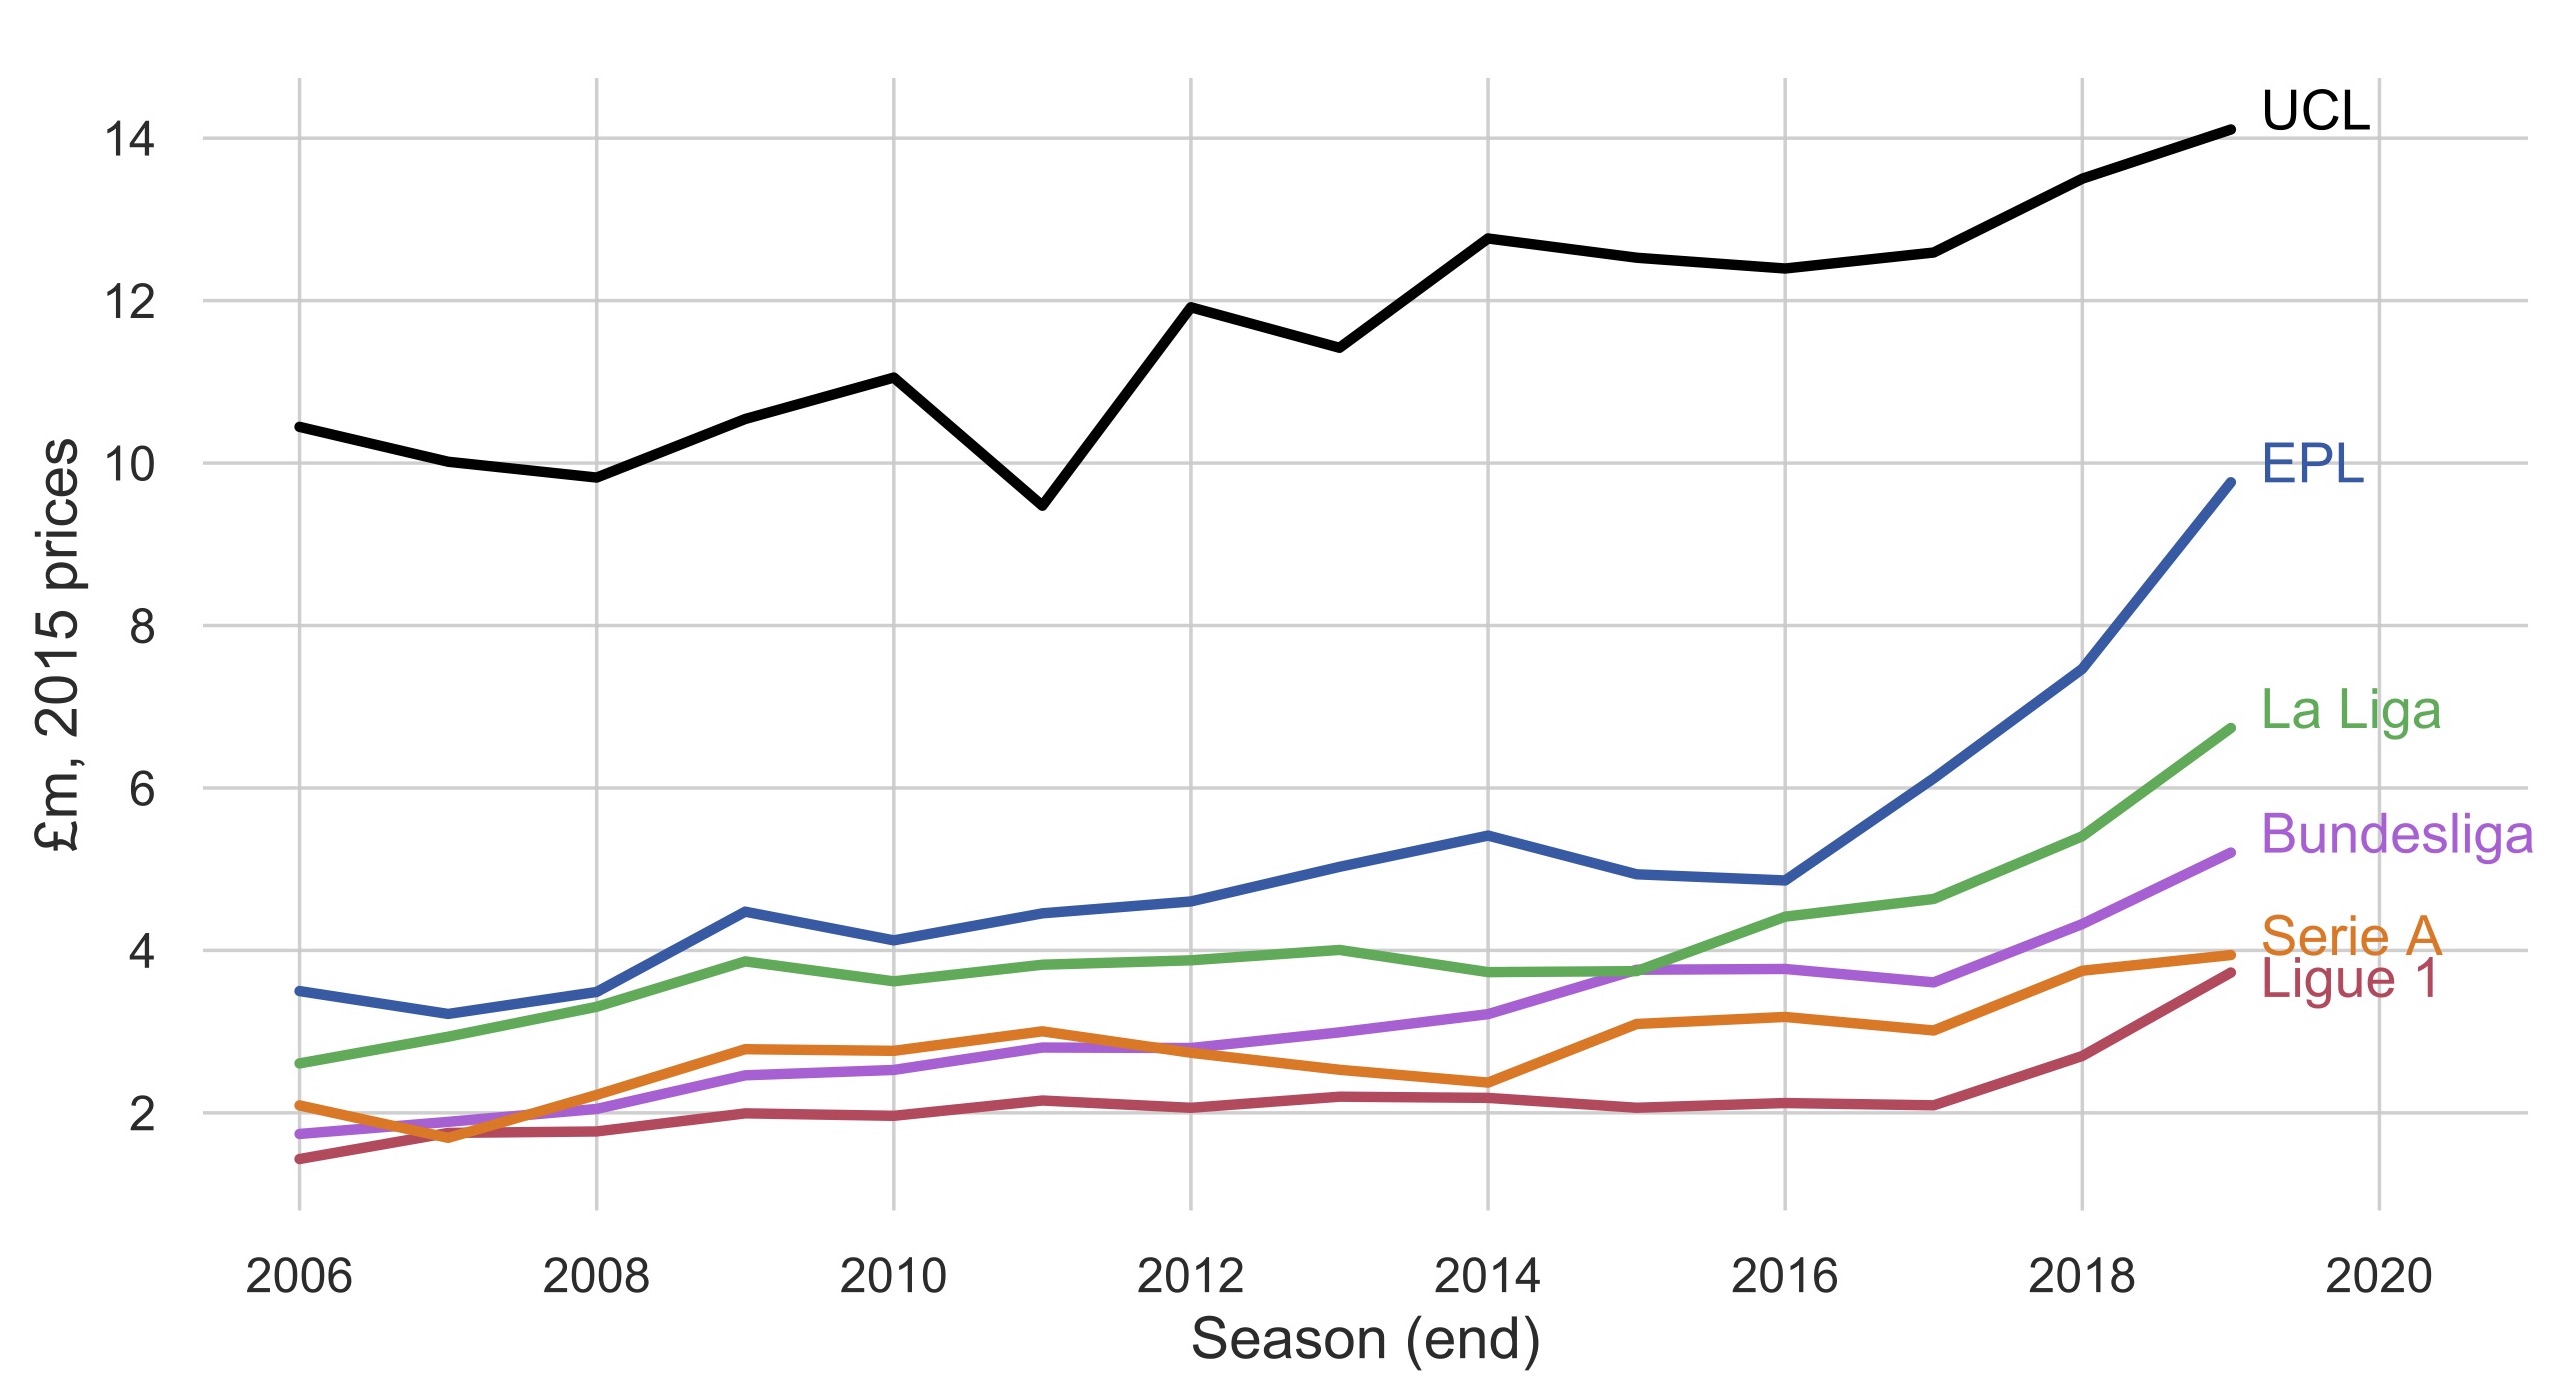 UCL
14
12
EPL
10
8
La Liga
6
Bundesliga
Serie A
4
Ligue 1
2
£m, 2015 prices
2006 2008 2010 2012 2014 2016 2018 2020
Season (end)